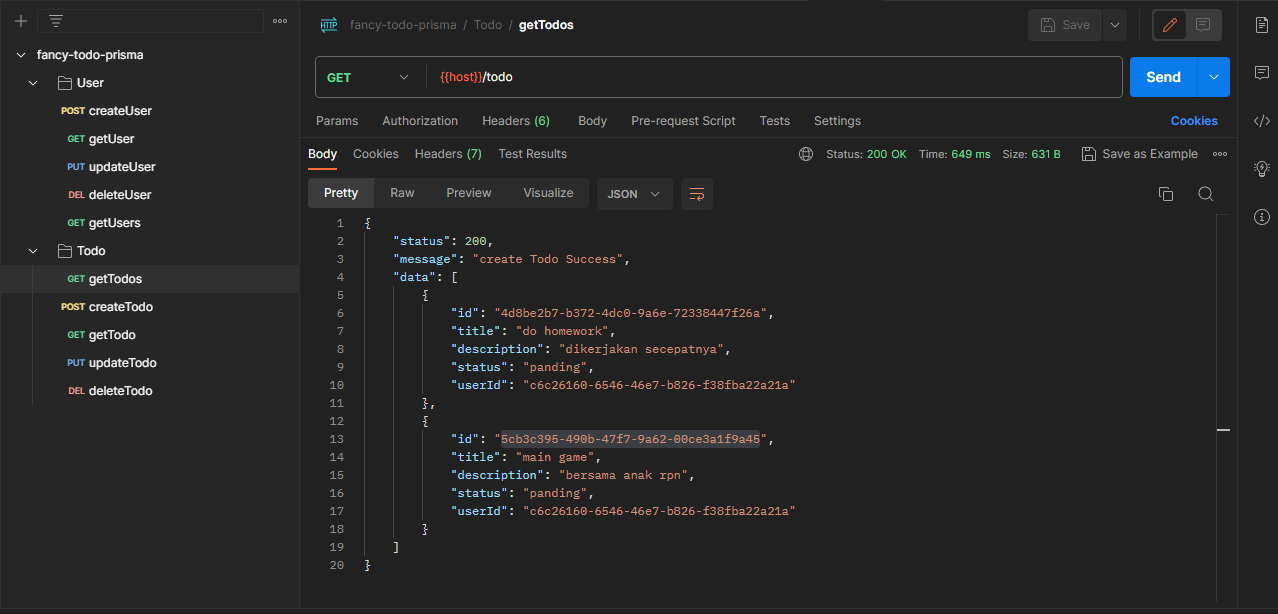 fancy-todo-prisma / Todo / getTodos
Save
fancy-todo-prisma
User
POST createUser
GET getUser
PUT updateUser
DEL deleteUser
GET getUsers
Todo
GET getTodos
POST createTodo
GET getTodo
PUT updateTodo
DEL deleteTodo
HTTP
GET {{host}}/todo
Send
Params Authorization Headers (6) Body Pre-request Script Tests Settings Cookies
Body Cookies Headers (7) Test Results Status: 200 OK Time: 649 ms Size: 631 B Save as Example
Pretty Raw Preview Visualize JSON
1 {
2 "status": 200,
3 "message": "create Todo Success",
4 "data": [
5 {
6 "id": "4d8be2b7-b372-4dc0-9a6e-72338447f26a",
7 "title": "do homework",
8 "description": "dikerjakan secepatnya",
9 "status": "panding",
10 "userId": "c6c26160-6546-46e7-b826-f38fba22a21a"
11 },
12 {
13 "id": "5cb3c395-490b-47f7-9a62-00ce3a1f9a45",
14 "title": "main game",
15 "description": "bersama anak rpn",
16 "status": "panding",
17 "userId": "c6c26160-6546-46e7-b826-f38fba22a21a"
18 }
19 ]
20 }